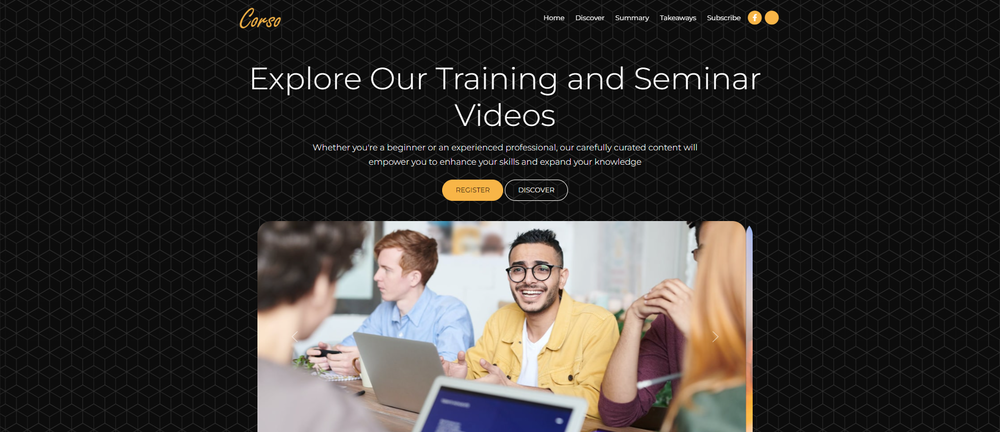 Corso
Home Discover Summary Takeaways Subscribe
Explore Our Training and Seminar
Videos
Whether you're a beginner or an experienced professional, our carefully curated content will
empower you to enhance your skills and expand your knowledge
REGISTER DISCOVER